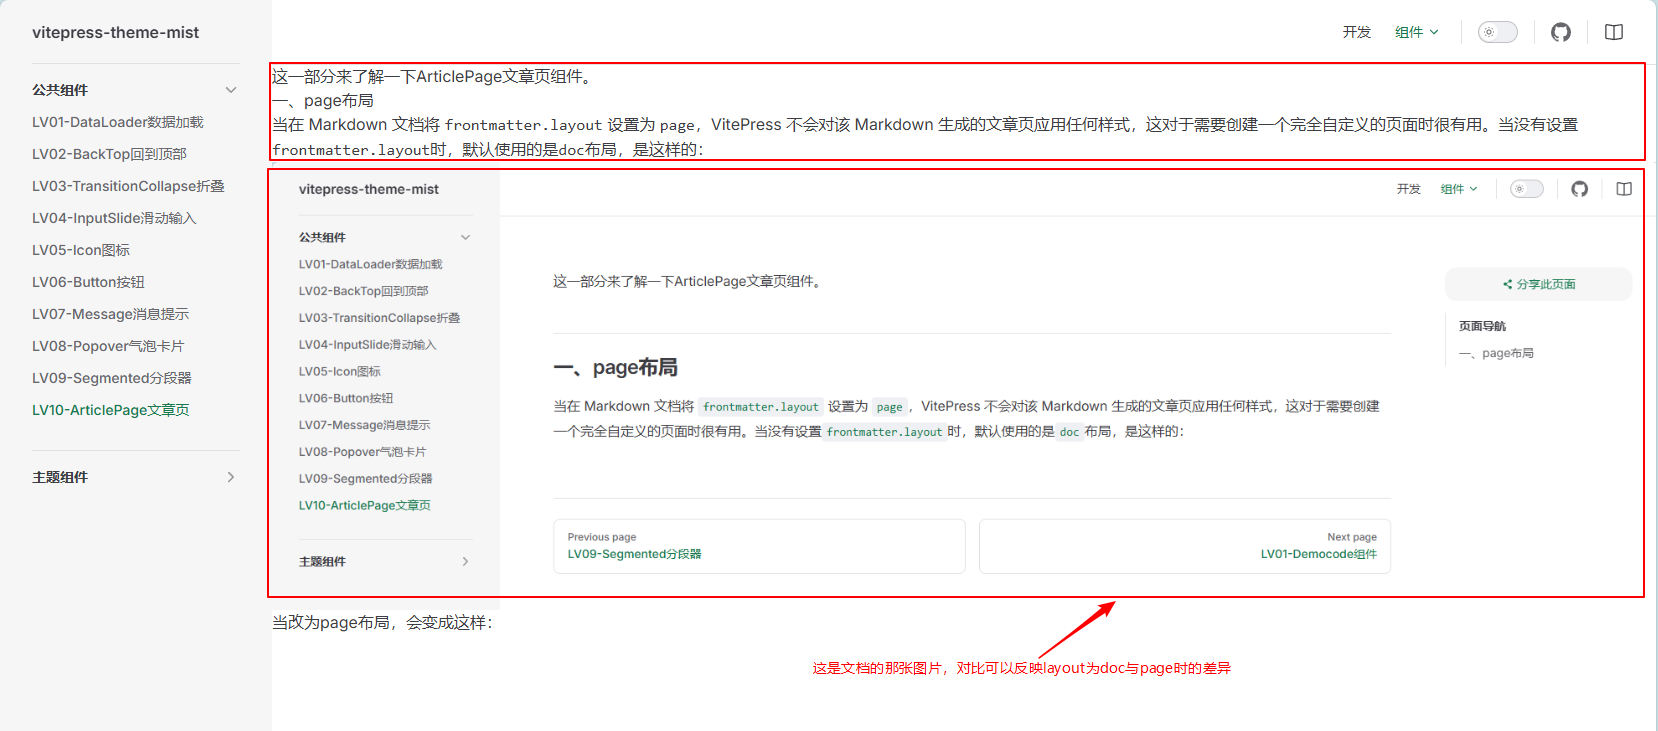 vitepress-theme-mist
开发
组件
公共组件
LV01-DataLoader数据加载
LV02-BackTop回到顶部
LV03-TransitionCollapse折叠
LV04-InputSlide滑动输入
LV05-Icon图标
LV06-Button按钮
LV07-Message消息提示
LV08-Popover气泡卡片
LV09-Segmented分段器
LV10-ArticlePage文章页
主题组件
这一部分来了解一下ArticlePage文章页组件。
一、page布局
当在 Markdown 文档将 frontmatter.layout 设置为 page，VitePress 不会对该 Markdown 生成的文章页应用任何样式，这对于需要创建一个完全自定义的页面时很有用。当没有设置
frontmatter.layout时，默认使用的是doc布局，是这样的：
vitepress-theme-mist
开发
组件
公共组件
LV01-DataLoader数据加载
LV02-BackTop回到顶部
LV03-TransitionCollapse折叠
LV04-InputSlide滑动输入
LV05-Icon图标
LV06-Button按钮
LV07-Message消息提示
LV08-Popover气泡卡片
LV09-Segmented分段器
LV10-ArticlePage文章页
主题组件
这一部分来了解一下ArticlePage文章页组件。
一、page布局
当在 Markdown 文档将 frontmatter.layout 设置为 page ，VitePress 不会对该 Markdown 生成的文章页应用任何样式，这对于需要创建
一个完全自定义的页面时很有用。当没有设置 frontmatter.layout 时，默认使用的是 doc 布局，是这样的：
Previous page
LV09-Segmented分段器
Next page
LV01-Democode组件
分享此页面
页面导航
一、page布局
当改为page布局，会变成这样：
这是文档的那张图片，对比可以反映layout为doc与page时的差异